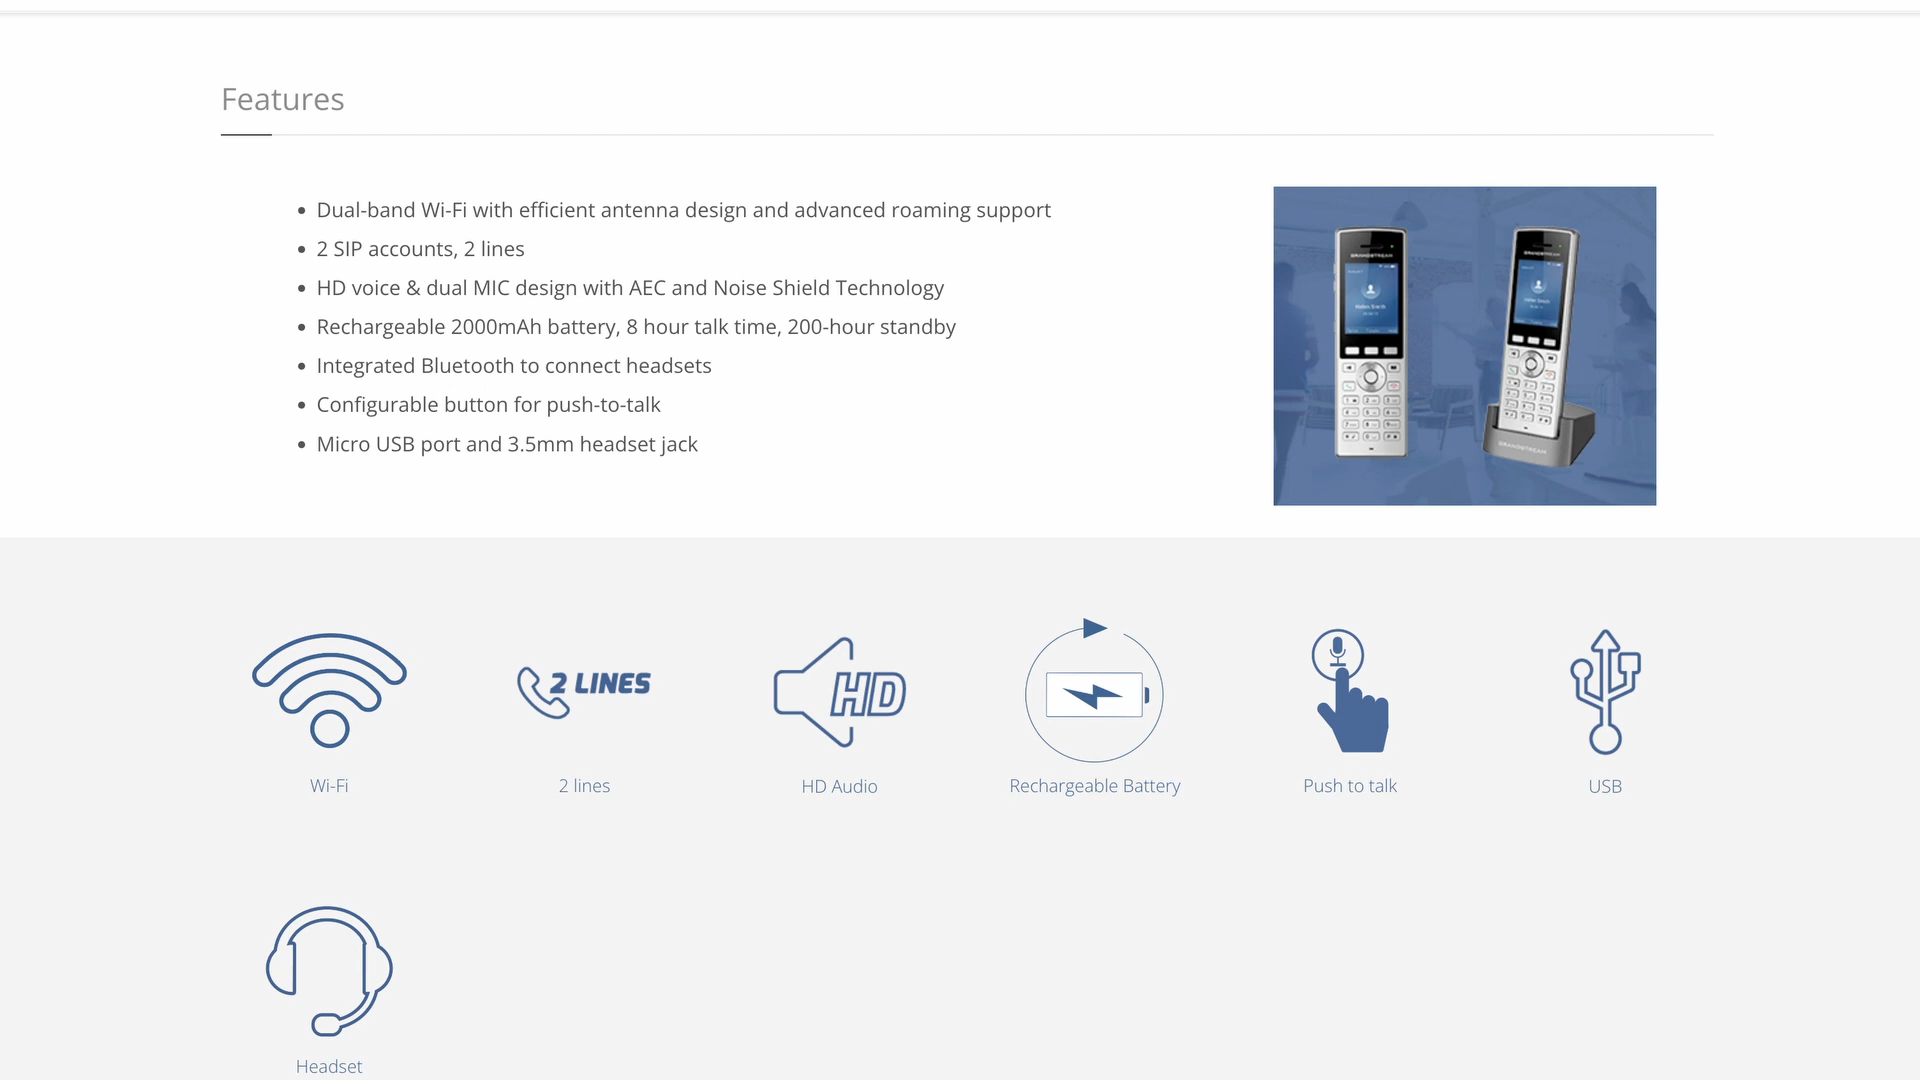 Features
Dual-band Wi-Fi with efficient antenna design and advanced roaming support
2 SIP accounts, 2 lines
HD voice & dual MIC design with AEC and Noise Shield Technology
Rechargeable 2000mAh battery, 8 hour talk time, 200-hour standby
Integrated Bluetooth to connect headsets
Configurable button for push-to-talk
Micro USB port and 3.5mm headset jack
GRANDSTREAM
GRANDSTREAM
GRANDSTREAM
2 LINES
HD
Wi-Fi
2 lines
HD Audio
Rechargeable Battery
Push to talk
USB
Headset